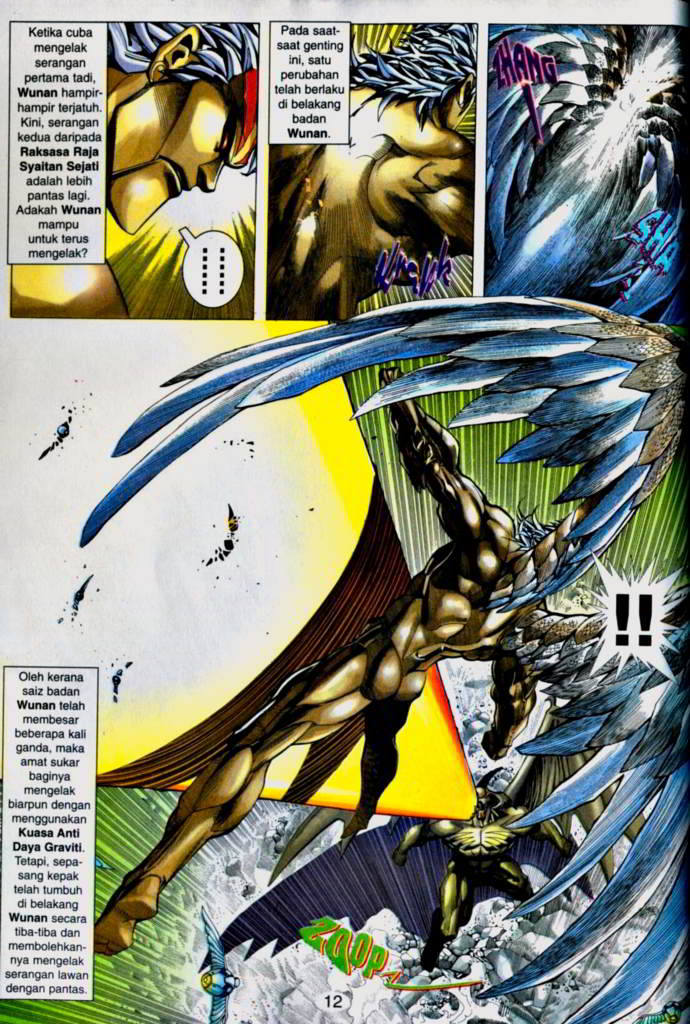 Ketika cuba
mengelak
serangan
pertama tadi,
Wunan hampir-
hampir terjatuh.
Kini, serangan
kedua daripada
Raksasa Raja
Syaitan Sejati
adalah lebih
pantas lagi.
Adakah Wunan
mampu
untuk terus
mengelak?
Pada saat-
saat genting
ini, satu
perubahan
telah berlaku
di belakang
badan
Wunan.
ZHANG
!!
Oleh kerana
saiz badan
Wunan telah
membesar
beberapa kali
ganda, maka
amat sukar
baginya
mengelak
biarpun dengan
menggunakan
Kuasa Anti
Daya Graviti.
Tetapi, sepa-
sang kepak
telah tumbuh
di belakang
Wunan secara
tiba-tiba dan
membolehkan-
nya mengelak
serangan lawan
dengan pantas.
ZOOP
12